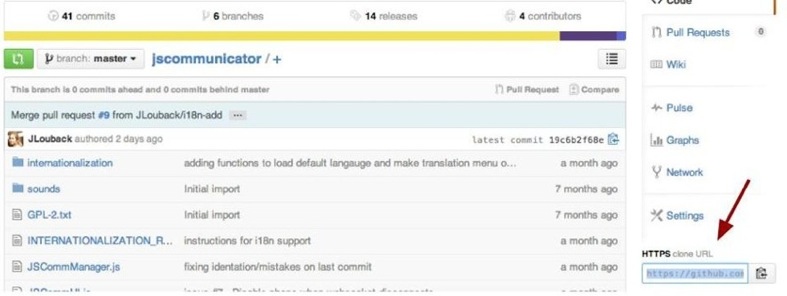 41 commits
6 branches
14 releases
4 contributors
branch: master
jscommunicator / +
This branch is 0 commits ahead and 0 commits behind master
Pull Request
Compare
Merge pull request #9 from JLouback/i18n-add ...
JLouback authored 2 days ago
latest commit 19c6b2f68e
internationalization adding functions to load default langauge and make translation menu o... a month ago
sounds Initial import 7 months ago
GPL-2.txt Initial import 7 months ago
INTERNATIONALIZATION_R... instructions for i18n support a month ago
JSCommManager.js fixing identation/mistakes on last commit a month ago
Code
Pull Requests 0
Wiki
Pulse
Graphs
Network
Settings
HTTPS clone URL
https://github.com